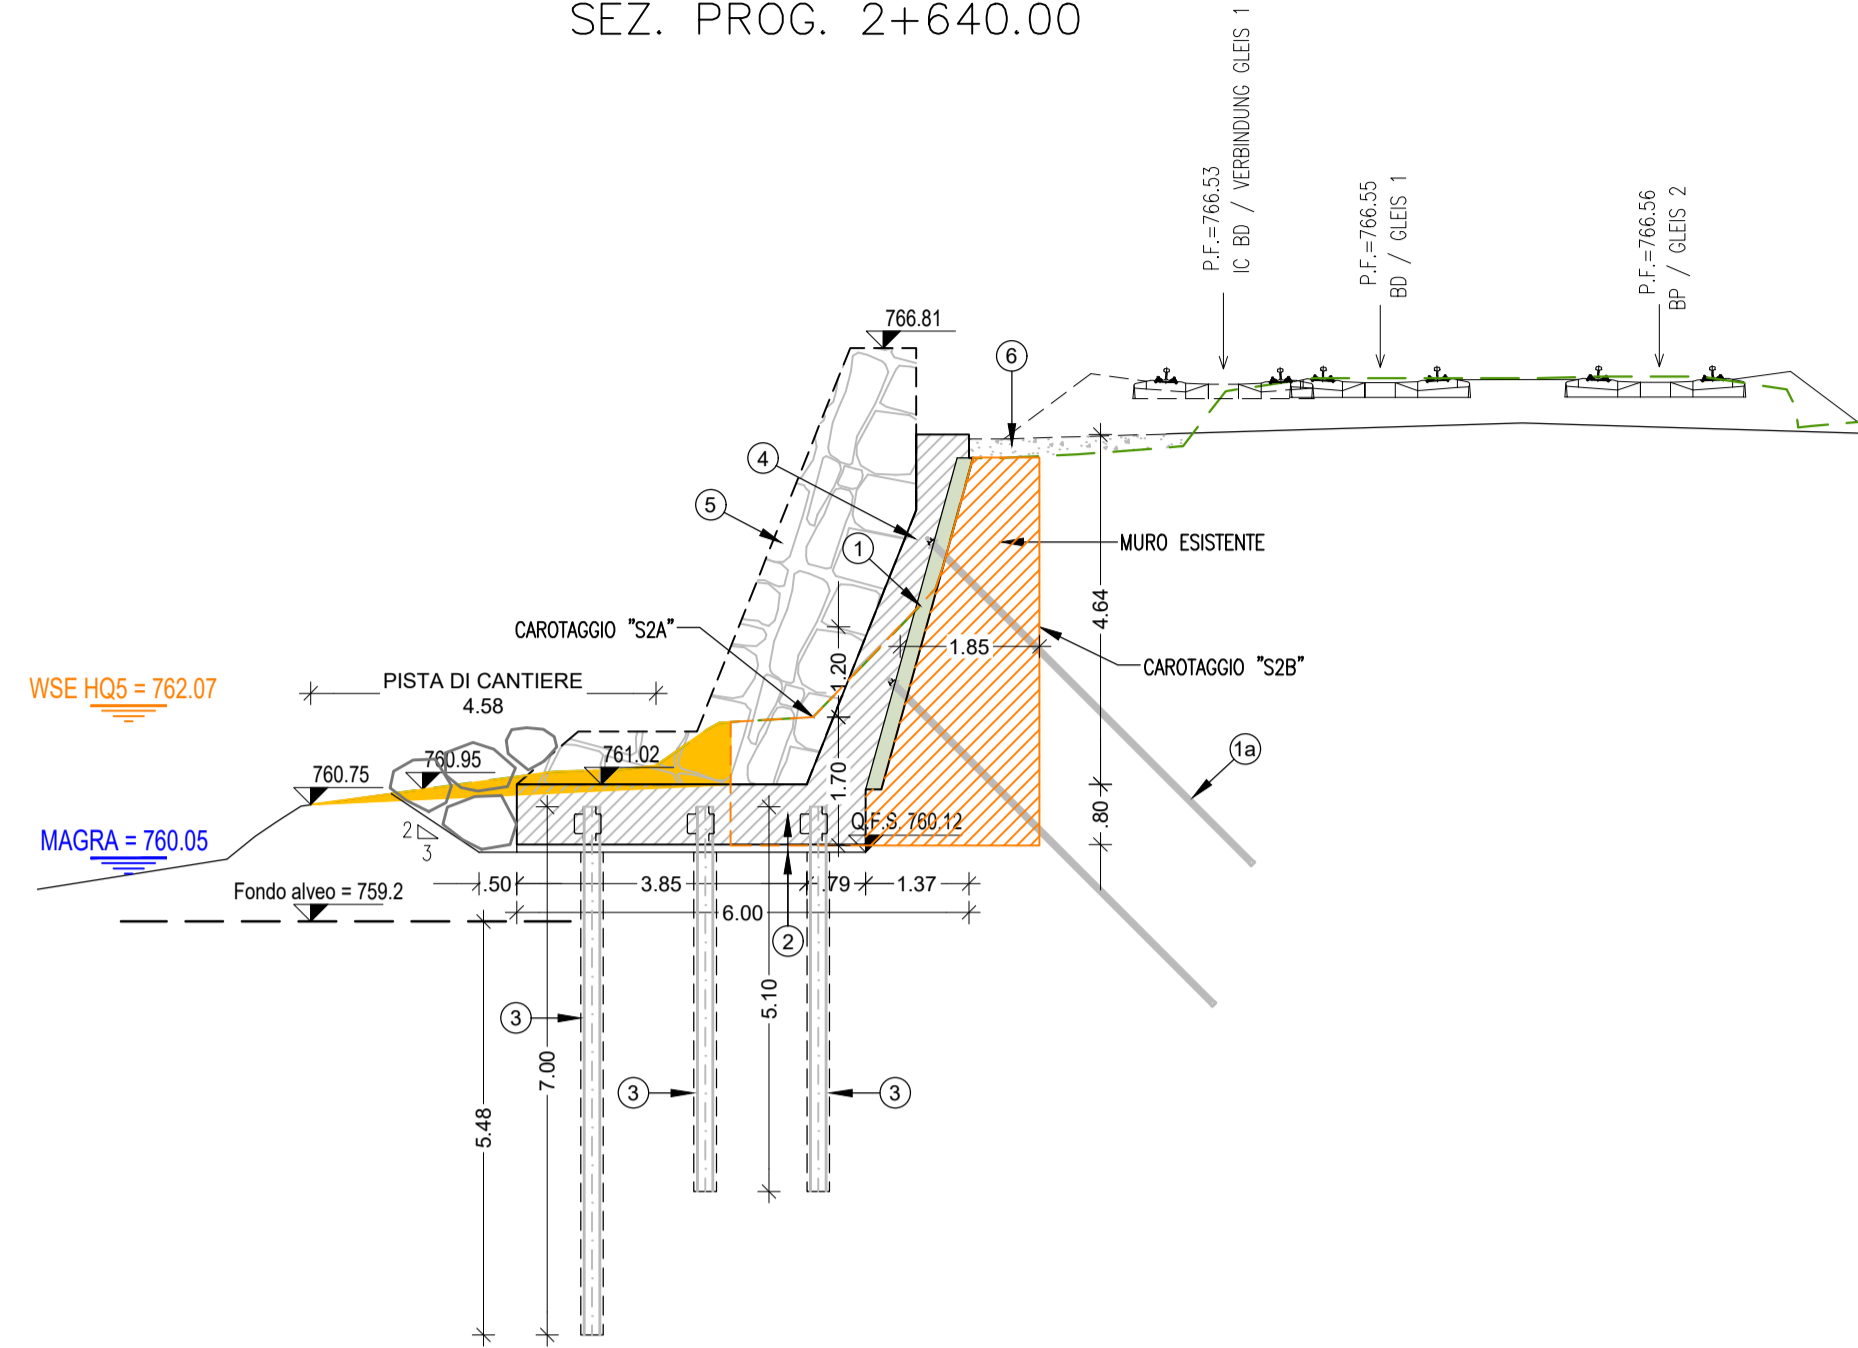 SEZ. PROG. 2+640.00
P.F.=766.53
IC BD / VERBINDUNG GLEIS 1
P.F.=766.55
BD / GLEIS 1
P.F.=766.56
BP / GLEIS 2
766.81
6
4
5
1
MURO ESISTENTE
4.64
CAROTAGGIO "S2A"
1.20
1.85
CAROTAGGIO "S2B"
WSE HQ5 = 762.07
PISTA DI CANTIERE
4.58
1a
760.75
760.95
761.02
1.70
.80
MAGRA = 760.05
2
3
Q.F.S. 760.12
Fondo alveo = 759.2
.50
3.85
.79
1.37
6.00
2
5.10
3
7.00
3
3
5.48